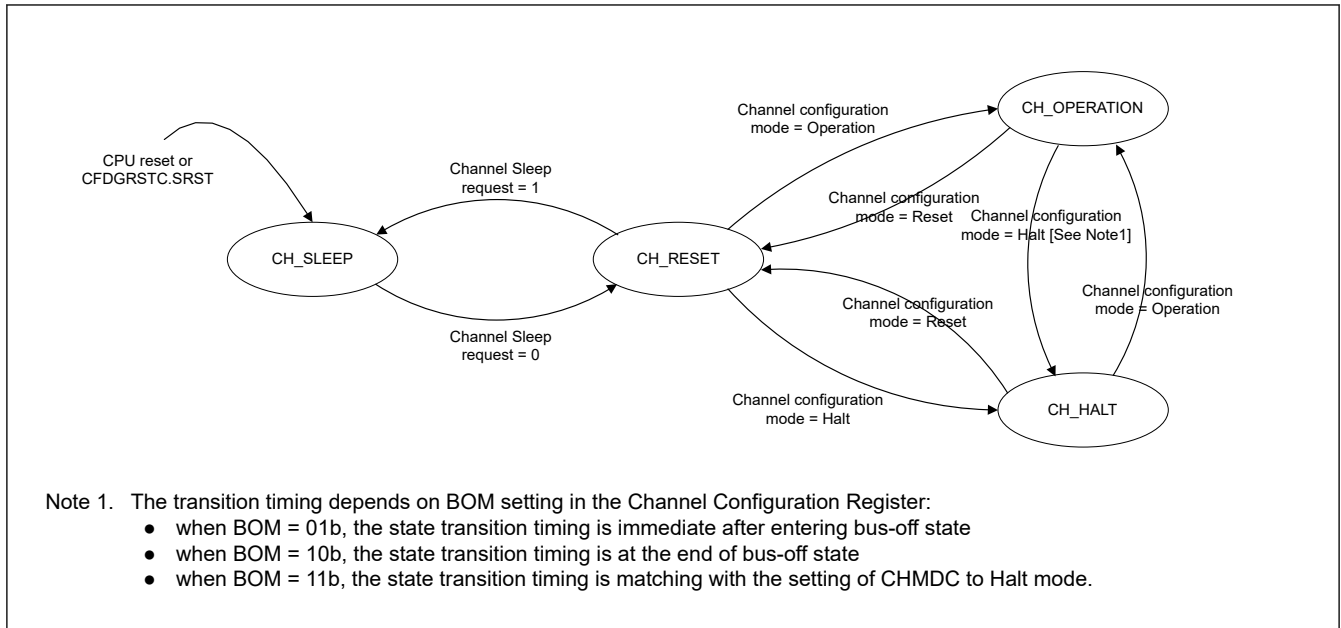 CH_OPERATION
Channel configuration
mode = Operation
CPU reset or
CFDGRSTC.SRST
Channel Sleep
request = 1
Channel configuration
mode = Reset
Channel configuration
mode = Halt [See Note1]
CH_SLEEP
CH_RESET
Channel configuration
mode = Operation
Channel configuration
mode = Reset
Channel Sleep
request = 0
Channel configuration
mode = Halt
CH_HALT
Note 1. The transition timing depends on BOM setting in the Channel Configuration Register:
● when BOM = 01b, the state transition timing is immediate after entering bus-off state
● when BOM = 10b, the state transition timing is at the end of bus-off state
● when BOM = 11b, the state transition timing is matching with the setting of CHMDC to Halt mode.